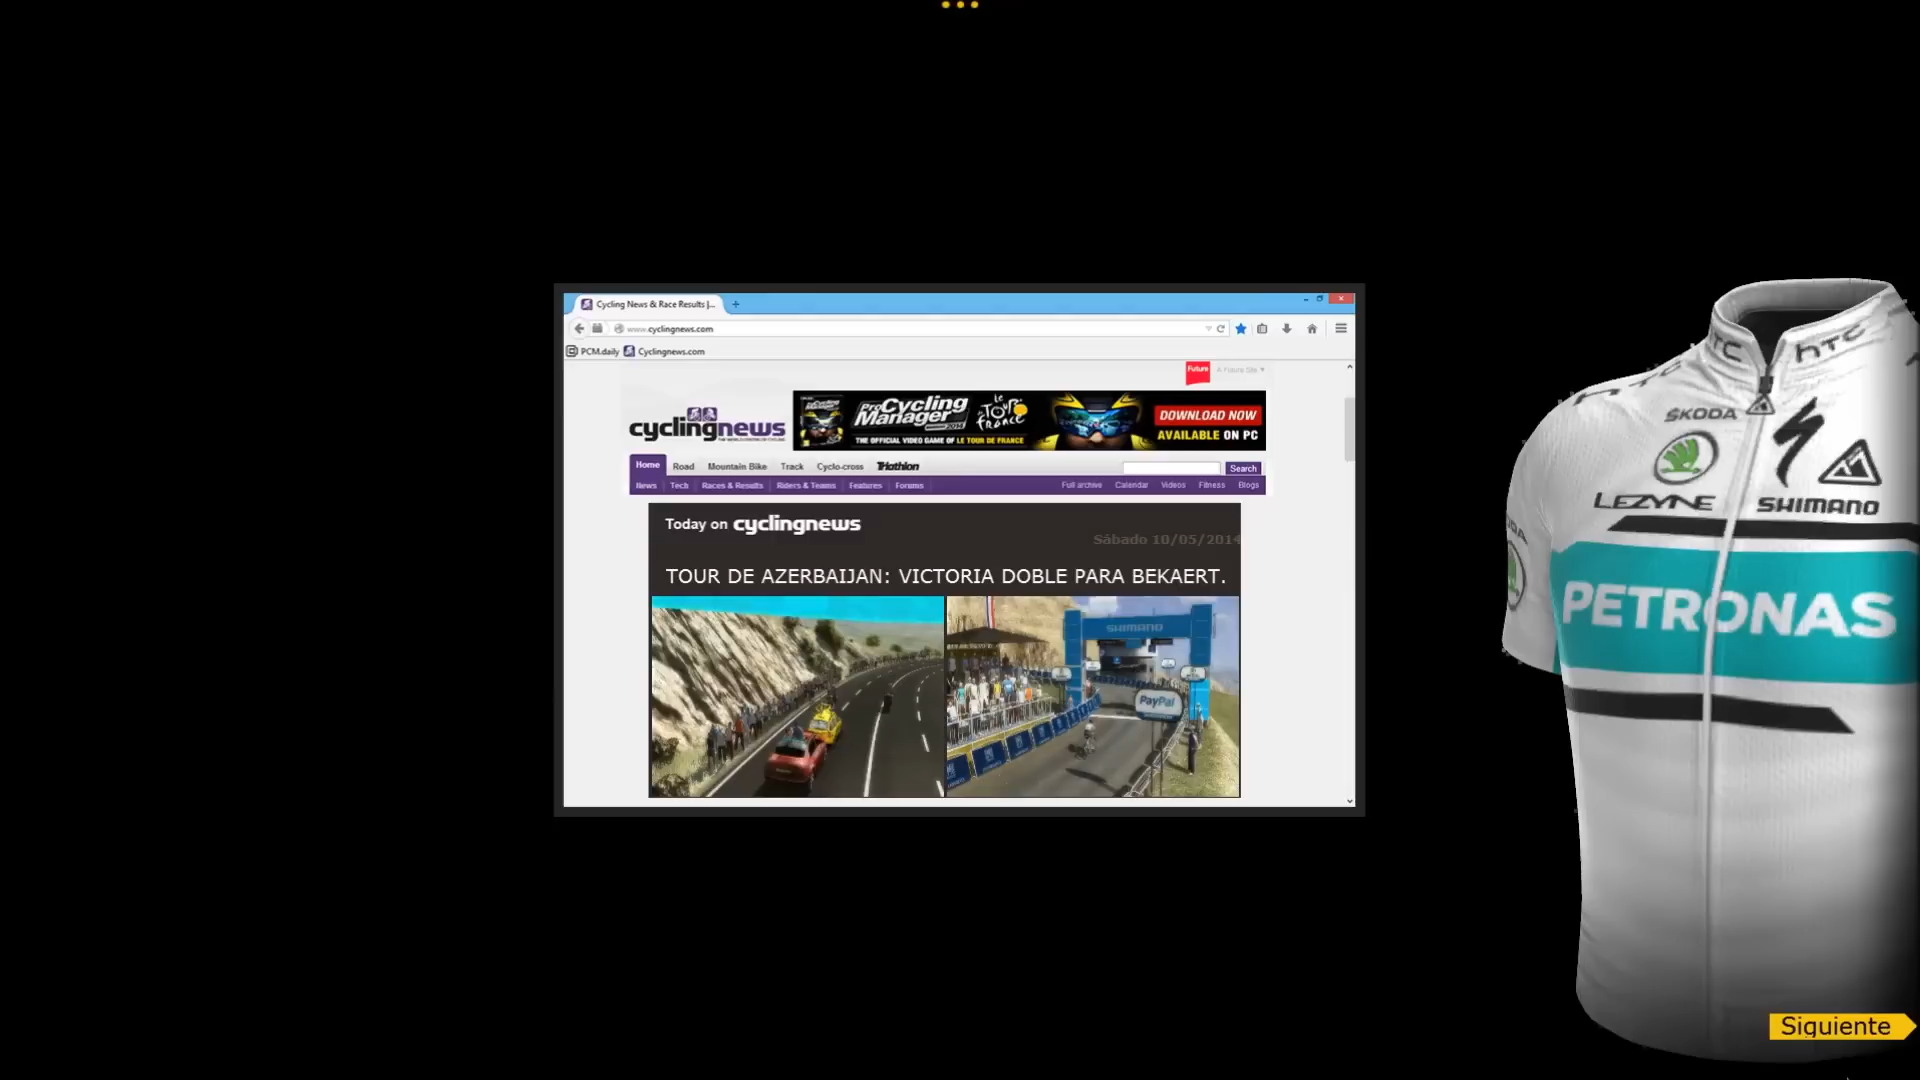 Cycling News & Race Results |...
www.cyclingnews.com
PCM.daily Cyclingnews.com
Future A Future Site
cyclingnews
Pro Cycling Manager 2014 le Tour de France
THE OFFICIAL VIDEO GAME OF LE TOUR DE FRANCE
DOWNLOAD NOW
AVAILABLE ON PC
Home Road Mountain Bike Track Cyclo-cross Triathlon Search
News Tech Races & Results Riders & Teams Features Forums Full archive Calendar Videos Fitness Blogs
Today on cyclingnews
Sábado 10/05/2014
TOUR DE AZERBAIJAN: VICTORIA DOBLE PARA BEKAERT.
SHIMANO
PayPal
hTC
ŠKODA
LEZYNE SHIMANO
PETRONAS
Siguiente